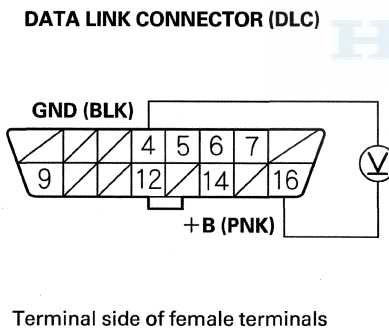 DATA LINK CONNECTOR (DLC)
H
GND (BLK)
4 5 6 7
V
9 12 14 16
+B (PNK)
Terminal side of female terminals